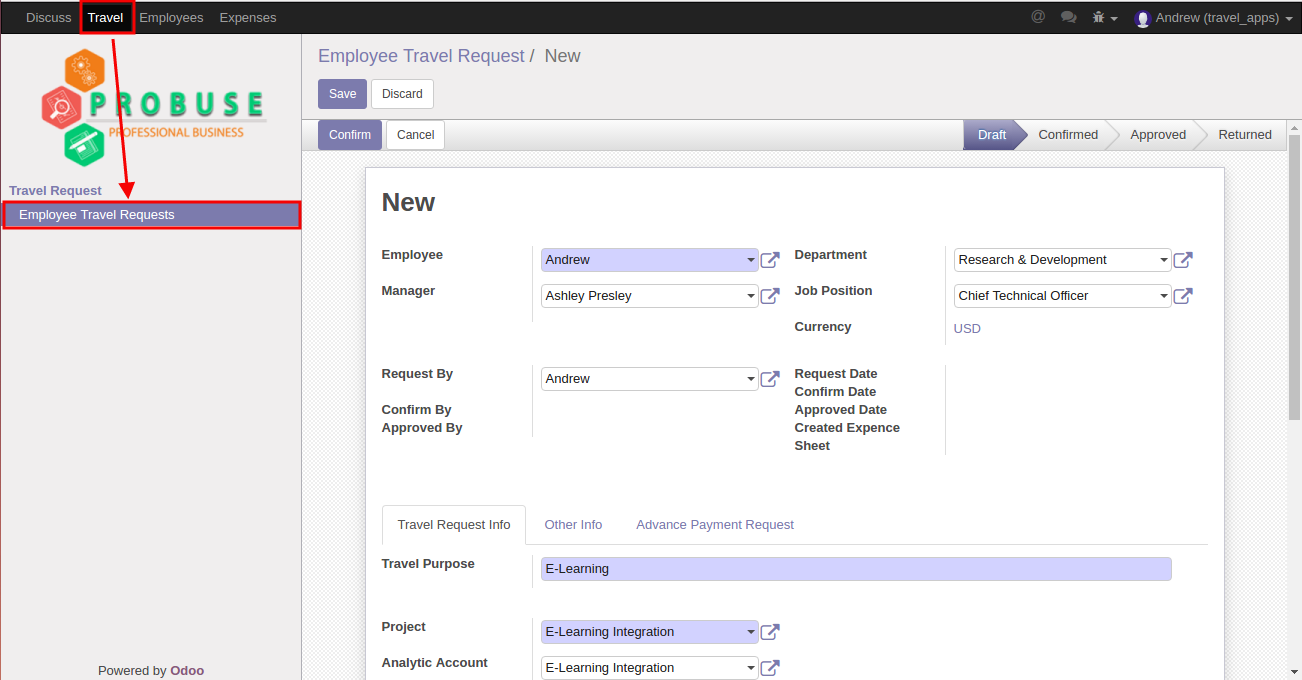 Discuss Travel Employees Expenses @ Andrew (travel_apps)
PROBUSE
PROFESSIONAL BUSINESS
Travel Request
Employee Travel Requests
Powered by Odoo
Employee Travel Request / New
Save Discard
Confirm Cancel Draft Confirmed Approved Returned
New
Employee Andrew Department Research & Development
Manager Ashley Presley Job Position Chief Technical Officer
Currency USD
Request By Andrew Request Date
Confirm Date
Confirm By Approved Date
Approved By Created Expence
Sheet
Travel Request Info Other Info Advance Payment Request
Travel Purpose E-Learning
Project E-Learning Integration
Analytic Account E-Learning Integration